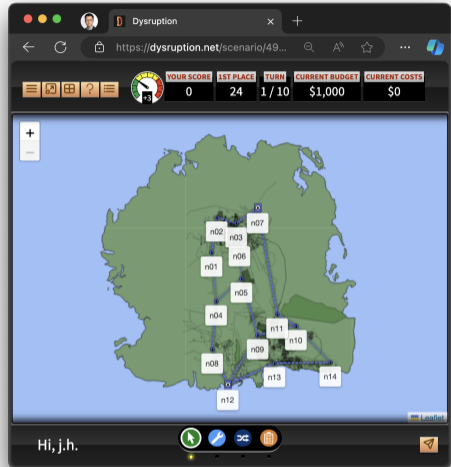 Dysruption
https://dysruption.net/scenario/49...
YOUR SCORE 1ST PLACE TURN CURRENT BUDGET CURRENT COSTS
+3 0 24 1 / 10 $1,000 $0
+
−
n07
n02
n03
n06
n01
n05
n04
n11
n10
n09
n08
n13
n14
n12
Leaflet
Hi, j.h.